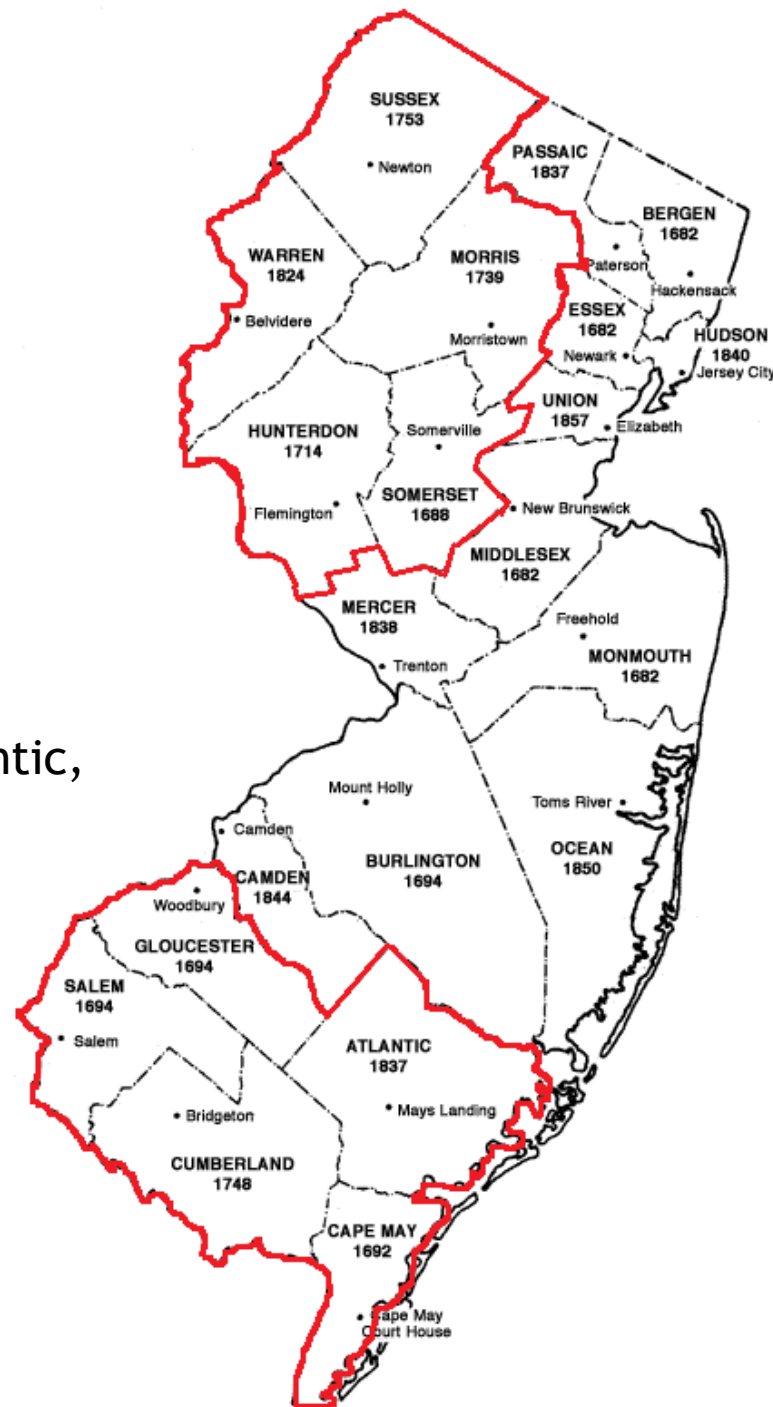 SUSSEX
1753
Newton
PASSAIC
1837
BERGEN
1682
WARREN
1824
MORRIS
1739
Paterson
Hackensack
Belvidere
ESSEX
1682
Morristown
HUDSON
1840
Newark
Jersey City
UNION
1857
HUNTERDON
1714
Somerville
Elizabeth
SOMERSET
1688
Flemington
New Brunswick
MIDDLESEX
1682
MERCER
1838
Freehold
MONMOUTH
1682
Trenton
ntic,
Mount Holly
Toms River
Camden
OCEAN
1850
BURLINGTON
1694
CAMDEN
1844
Woodbury
GLOUCESTER
1694
SALEM
1694
Salem
ATLANTIC
1837
Mays Landing
Bridgeton
CUMBERLAND
1748
CAPE MAY
1692
Cape May
Court House